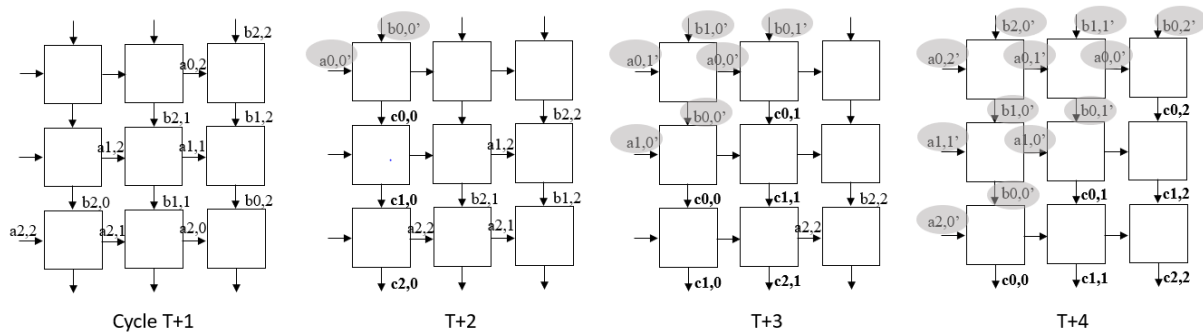 b2,2
a0,2
b2,1
b1,2
a1,2
a1,1
b2,0
b1,1
b0,2
a2,2
a2,1
a2,0
Cycle T+1
b0,0’
a0,0’
c0,0
b2,2
a1,2
c1,0
b2,1
b1,2
a2,2
a2,1
c2,0
T+2
b1,0’
b0,1’
a0,1’
a0,0’
b0,0’
c0,1
a1,0’
c0,0
c1,1
b2,2
a2,2
c1,0
c2,1
T+3
b2,0’
b1,1’
b0,2’
a0,2’
a0,1’
a0,0’
b1,0’
b0,1’
c0,2
a1,1’
a1,0’
b0,0’
c0,1
c1,2
a2,0’
c0,0
c1,1
c2,2
T+4